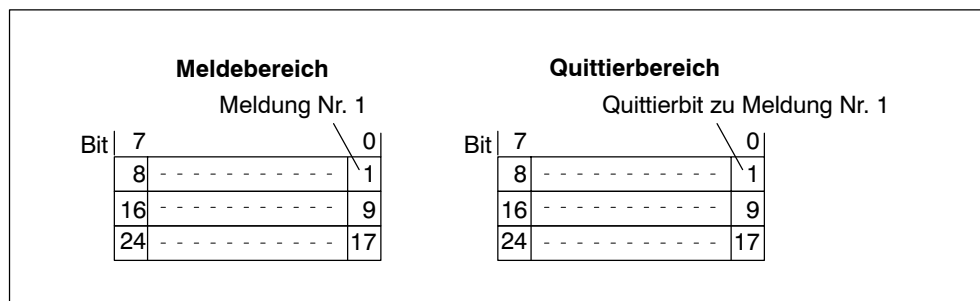 Meldebereich Quittierbereich
Meldung Nr. 1 Quittierbit zu Meldung Nr. 1
Bit 7 0 Bit 7 0
8 1 8 1
16 9 16 9
24 17 24 17